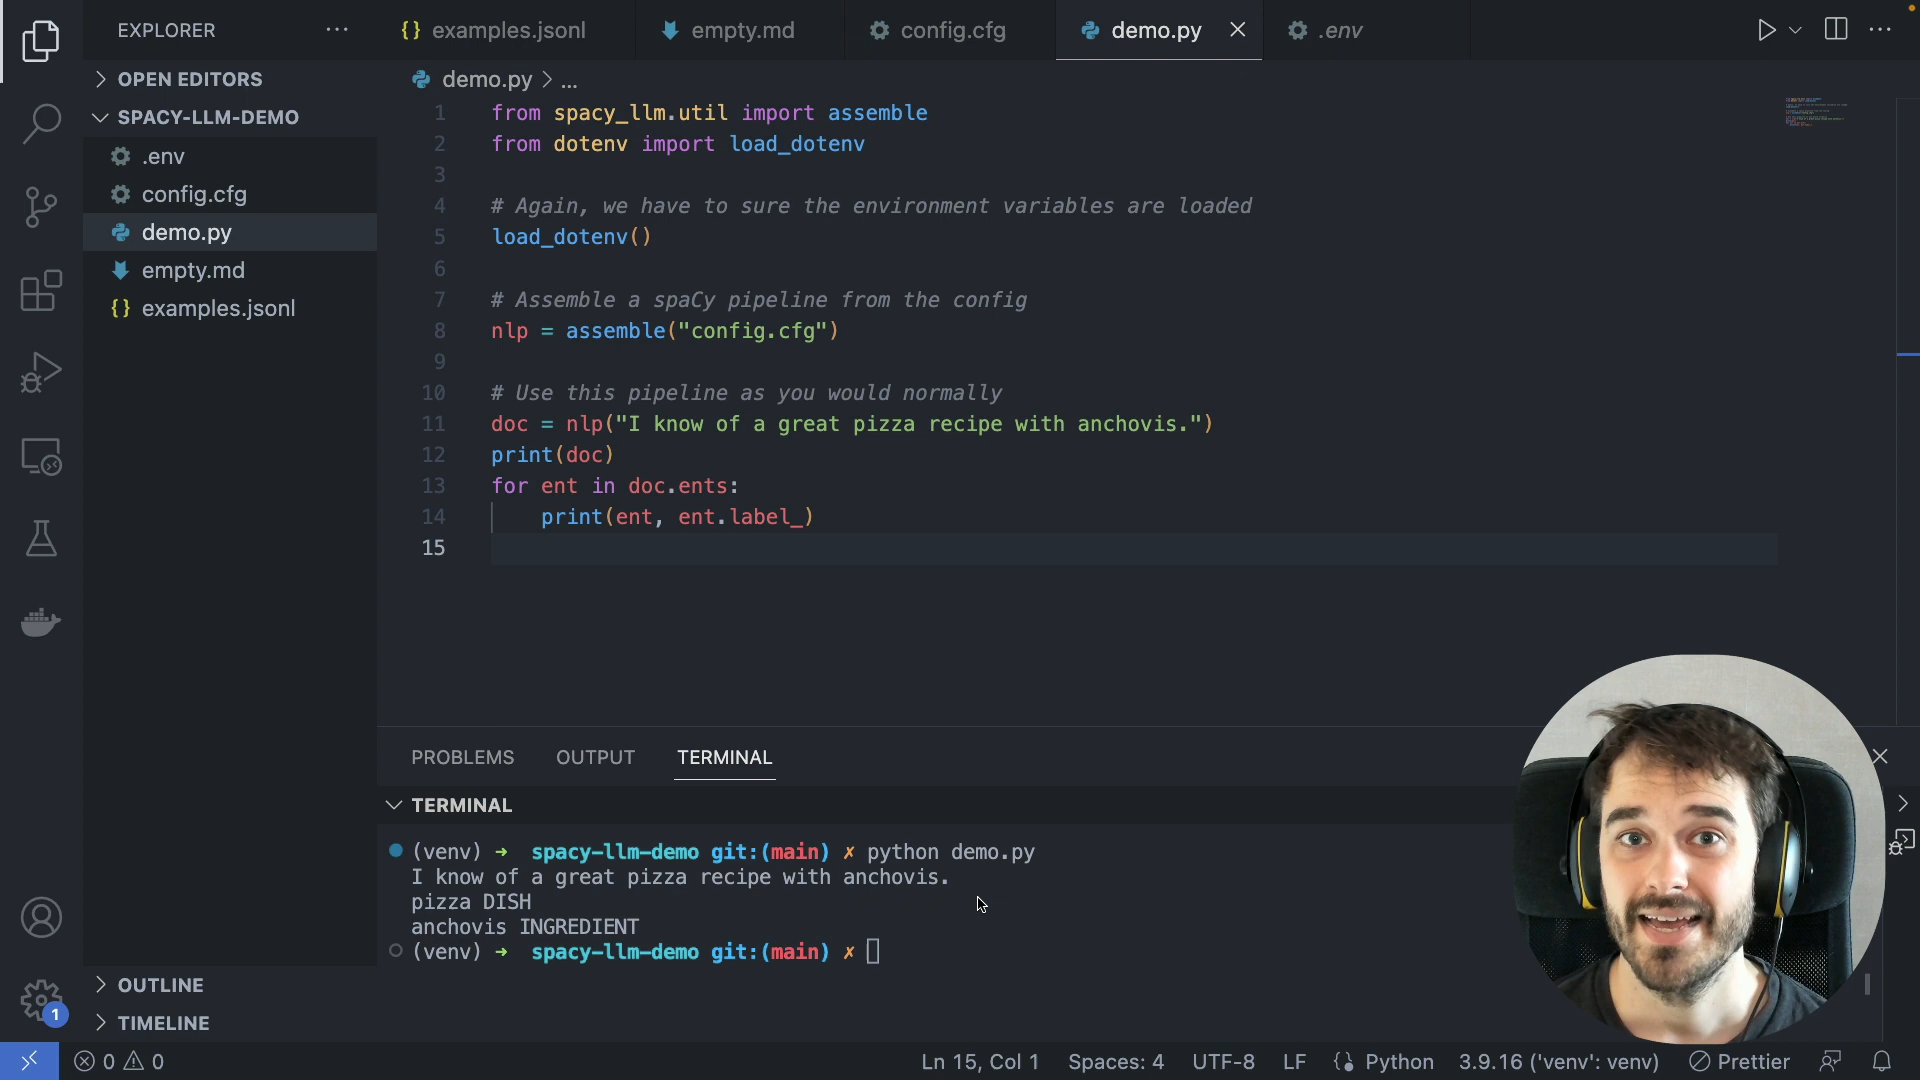 EXPLORER
OPEN EDITORS
SPACY-LLM-DEMO
.env
config.cfg
demo.py
empty.md
examples.jsonl
OUTLINE
TIMELINE
1
examples.jsonl
empty.md
config.cfg
demo.py
.env
demo.py > ...
1 from spacy_llm.util import assemble
2 from dotenv import load_dotenv
3
4 # Again, we have to sure the environment variables are loaded
5 load_dotenv()
6
7 # Assemble a spaCy pipeline from the config
8 nlp = assemble("config.cfg")
9
10 # Use this pipeline as you would normally
11 doc = nlp("I know of a great pizza recipe with anchovis.")
12 print(doc)
13 for ent in doc.ents:
14     print(ent, ent.label_)
15
PROBLEMS OUTPUT TERMINAL
TERMINAL
(venv) ➜ spacy-llm-demo git:(main) ✗ python demo.py
I know of a great pizza recipe with anchovis.
pizza DISH
anchovis INGREDIENT
(venv) ➜ spacy-llm-demo git:(main) ✗
0 0 Ln 15, Col 1 Spaces: 4 UTF-8 LF Python 3.9.16 ('venv': venv) Prettier